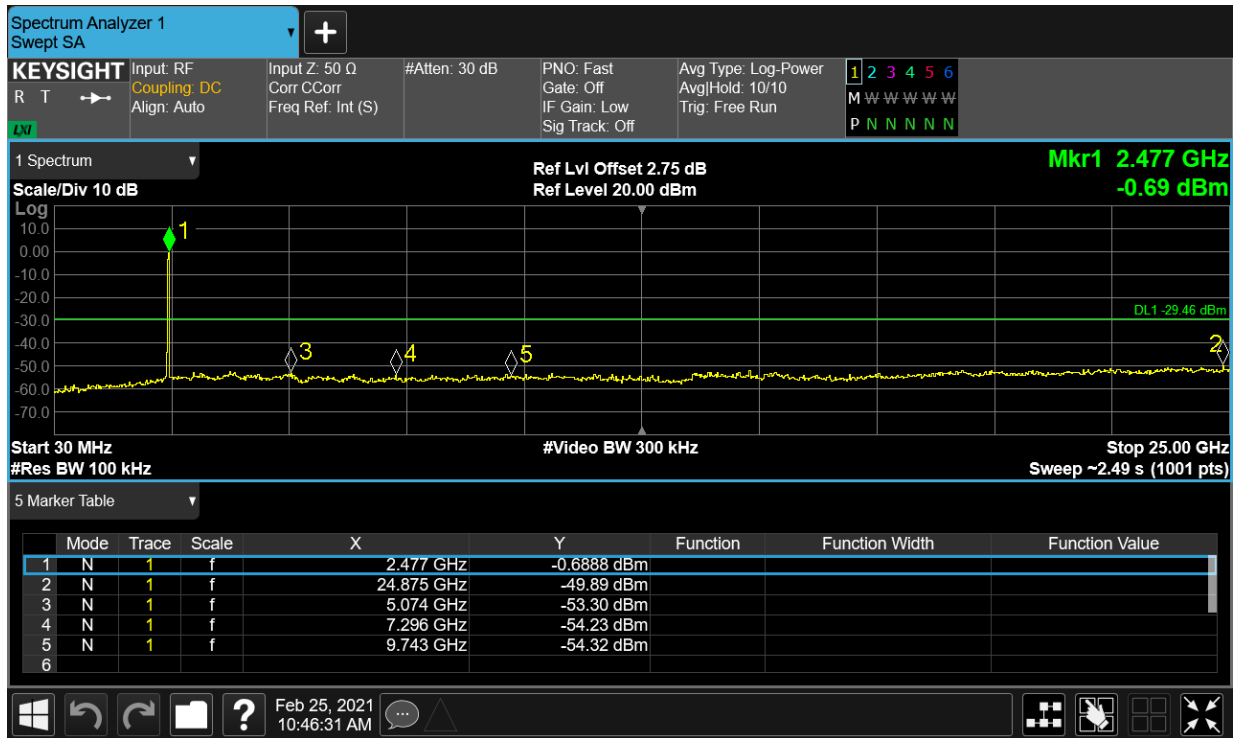 Spectrum Analyzer 1
Swept SA
KEYSIGHT
R T
LXI
Input: RF
Coupling: DC
Align: Auto
Input Z: 50 Ω
Corr CCorr
Freq Ref: Int (S)
#Atten: 30 dB
PNO: Fast
Gate: Off
IF Gain: Low
Sig Track: Off
Avg Type: Log-Power
Avg|Hold: 10/10
Trig: Free Run
1 2 3 4 5 6
M W W W W W
P N N N N N
1 Spectrum
Scale/Div 10 dB
Ref Lvl Offset 2.75 dB
Ref Level 20.00 dBm
Mkr1 2.477 GHz
-0.69 dBm
Log
10.0
0.00
-10.0
-20.0
-30.0
-40.0
-50.0
-60.0
-70.0
1
DL1 -29.46 dBm
3
4
5
2
Start 30 MHz
#Res BW 100 kHz
#Video BW 300 kHz
Stop 25.00 GHz
Sweep ~2.49 s (1001 pts)
5 Marker Table
Mode Trace Scale X Y Function Function Width Function Value
1 N 1 f 2.477 GHz -0.6888 dBm
2 N 1 f 24.875 GHz -49.89 dBm
3 N 1 f 5.074 GHz -53.30 dBm
4 N 1 f 7.296 GHz -54.23 dBm
5 N 1 f 9.743 GHz -54.32 dBm
6
?
Feb 25, 2021
10:46:31 AM